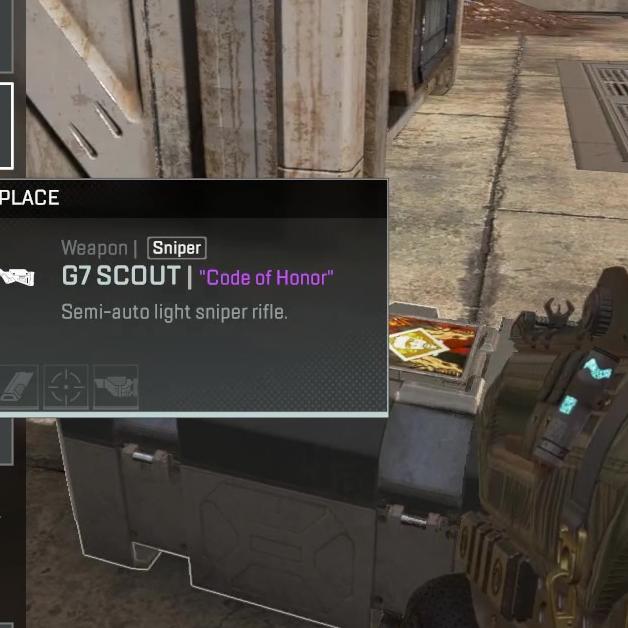 PLACE
Weapon | Sniper
G7 SCOUT | "Code of Honor"
Semi-auto light sniper rifle.